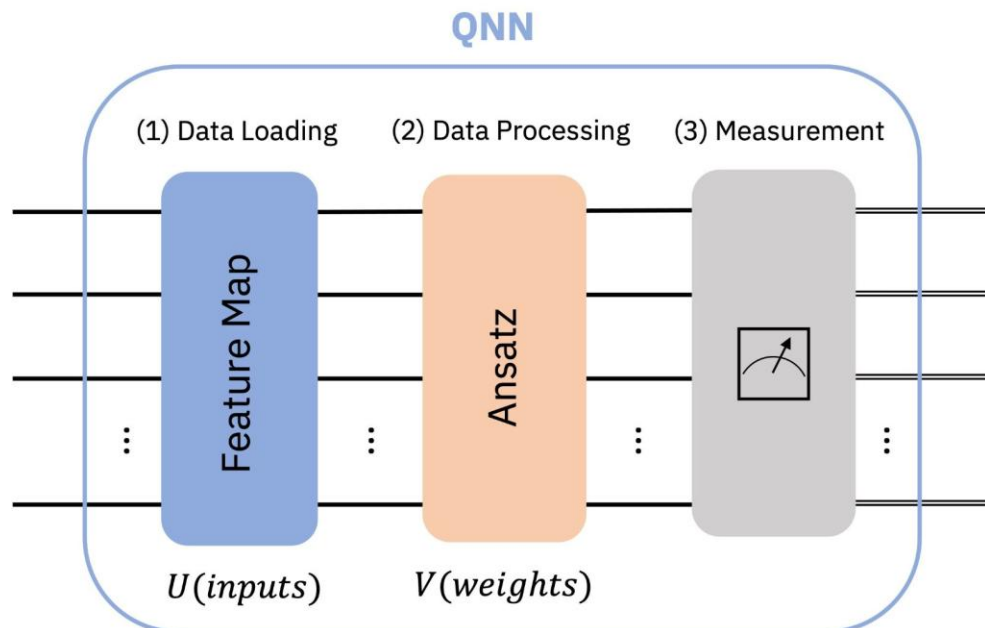 QNN
(1) Data Loading
(2) Data Processing
(3) Measurement
Feature Map
Ansatz
U(inputs)
V(weights)